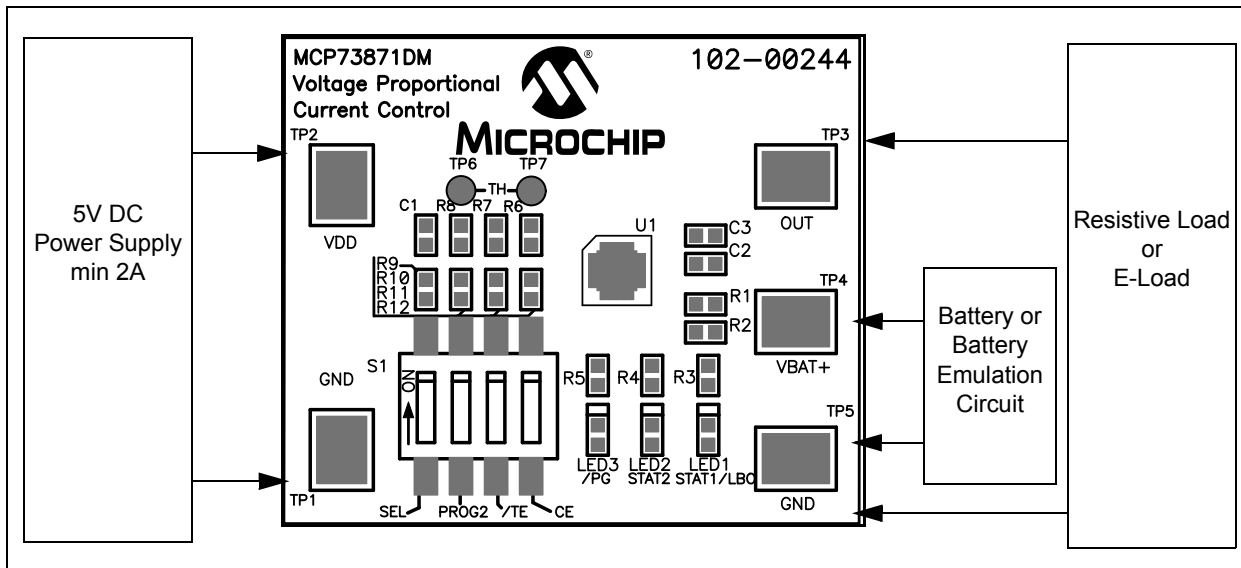 5V DC
Power Supply
min 2A
MCP73871DM
Voltage Proportional
Current Control
®
MICROCHIP
102-00244
TP2
VDD
TP6
TH
TP7
TP3
OUT
C1
R8
R7
R6
U1
C3
C2
R9
R10
R11
R12
R1
R2
TP4
VBAT+
GND
TP1
S1
ON
R5
R4
R3
LED3
/PG
LED2
STAT2
LED1
STAT1/LBO
TP5
GND
SEL
PROG2
/TE
CE
Battery or
Battery
Emulation
Circuit
Resistive Load
or
E-Load